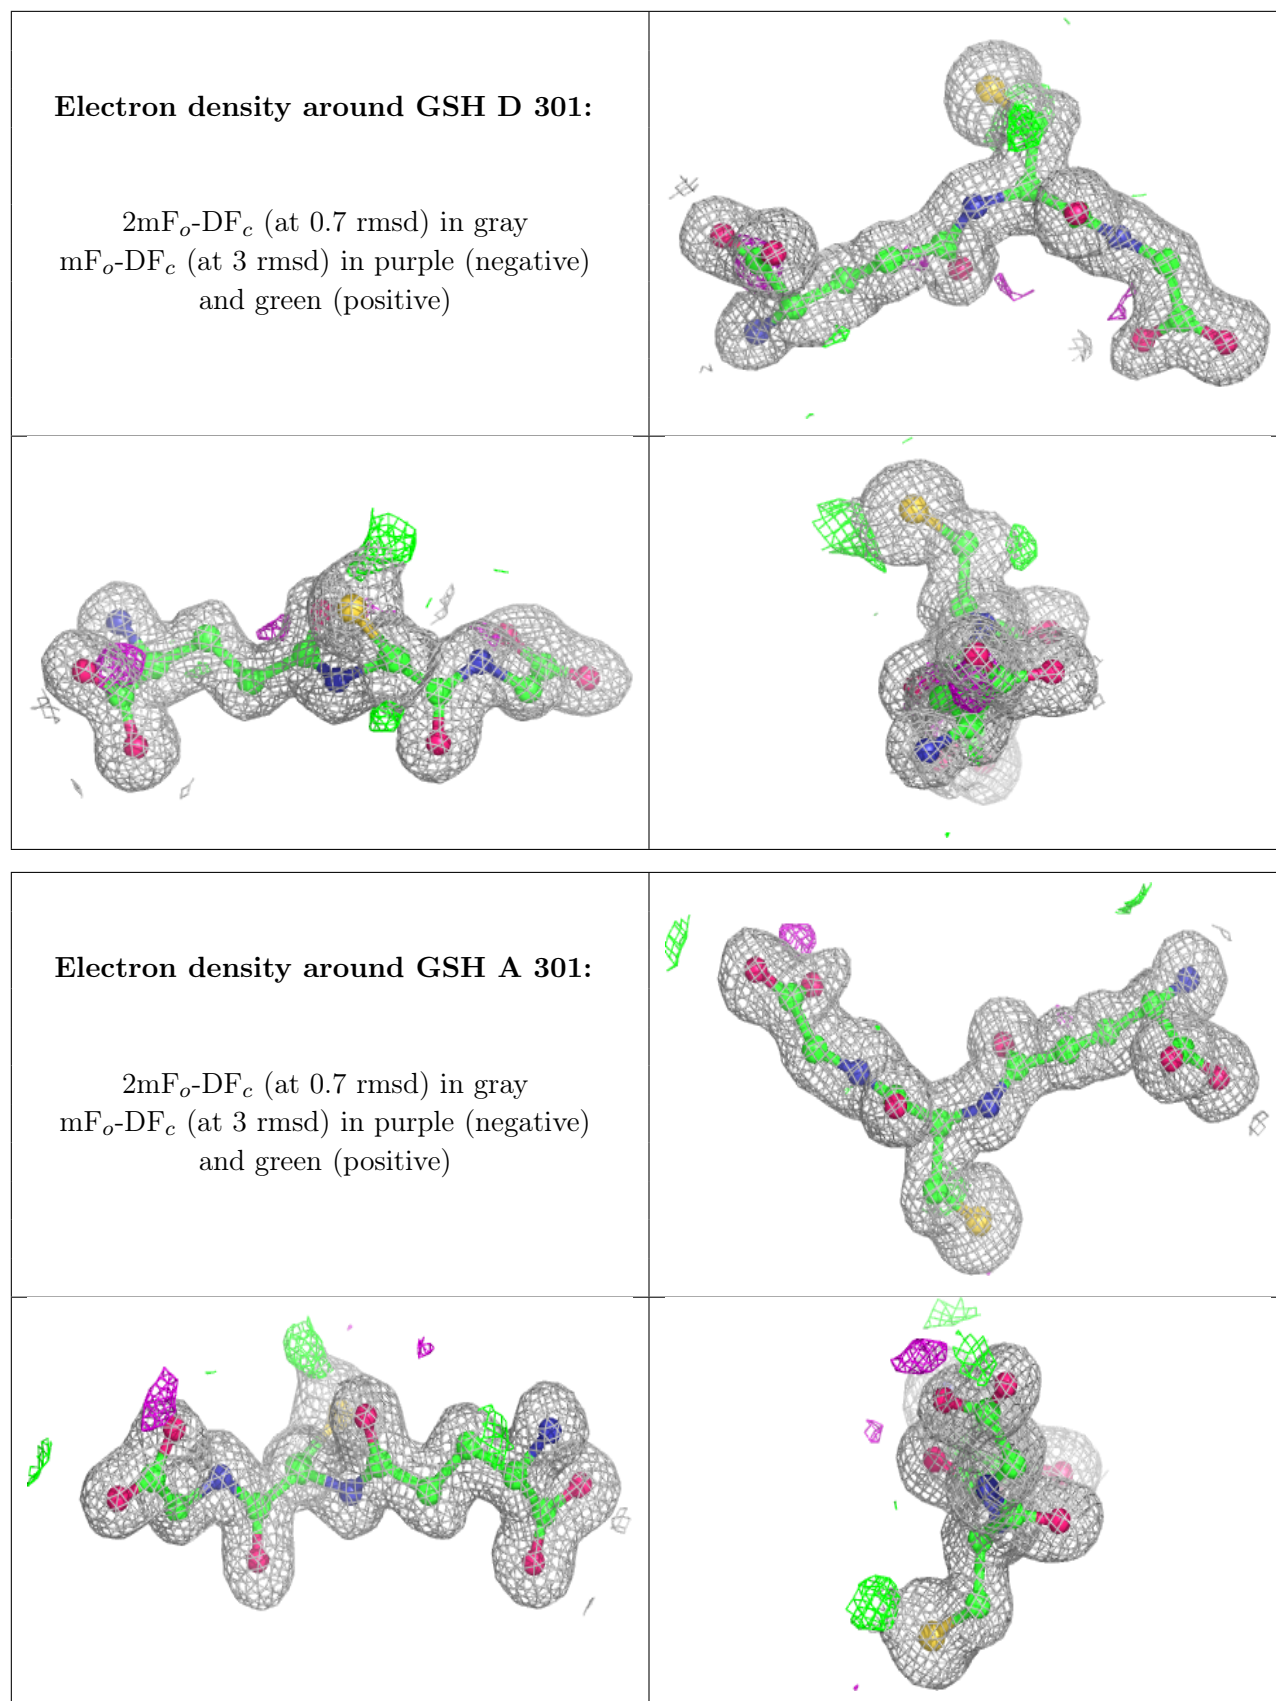 Electron density around GSH D 301:
2mFo-DFc (at 0.7 rmsd) in gray
mFo-DFc (at 3 rmsd) in purple (negative)
and green (positive)
Electron density around GSH A 301:
2mFo-DFc (at 0.7 rmsd) in gray
mFo-DFc (at 3 rmsd) in purple (negative)
and green (positive)